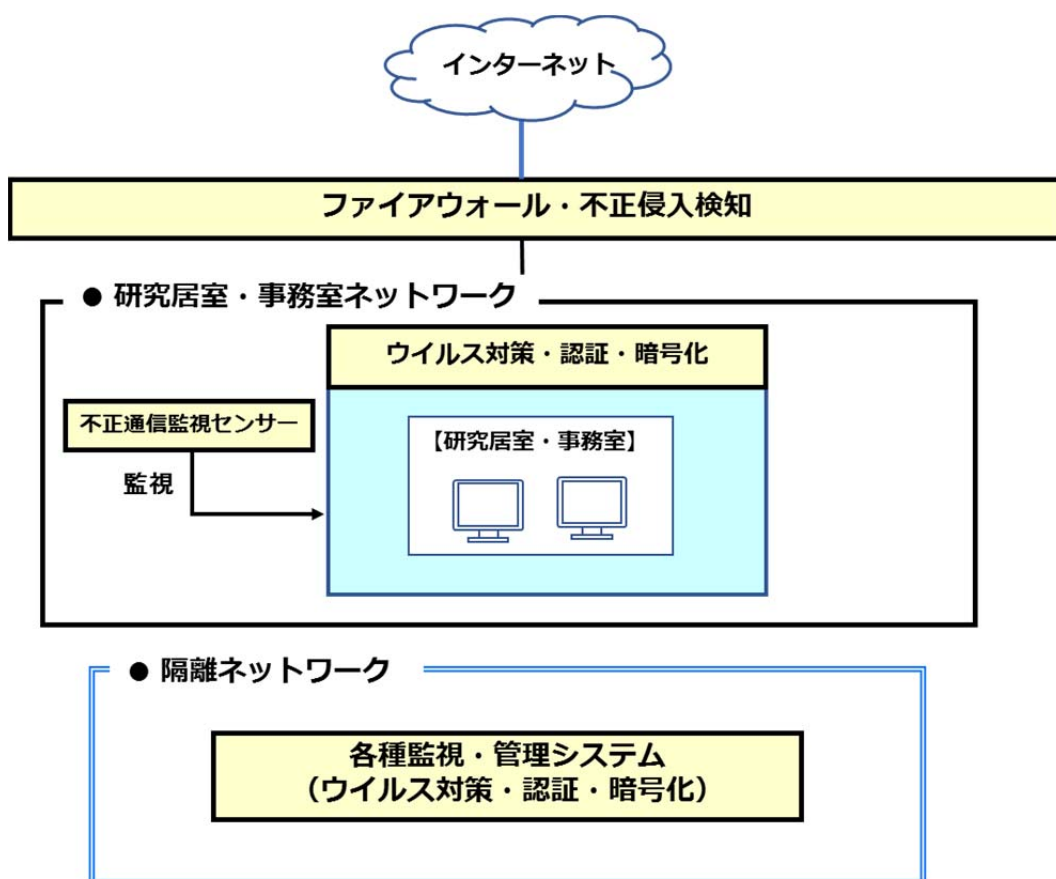 インターネット
ファイアウォール・不正侵入検知
● 研究居室・事務室ネットワーク
ウイルス対策・認証・暗号化
不正通信監視センサー
【研究居室・事務室】
監視
● 隔離ネットワーク
各種監視・管理システム
（ウイルス対策・認証・暗号化）